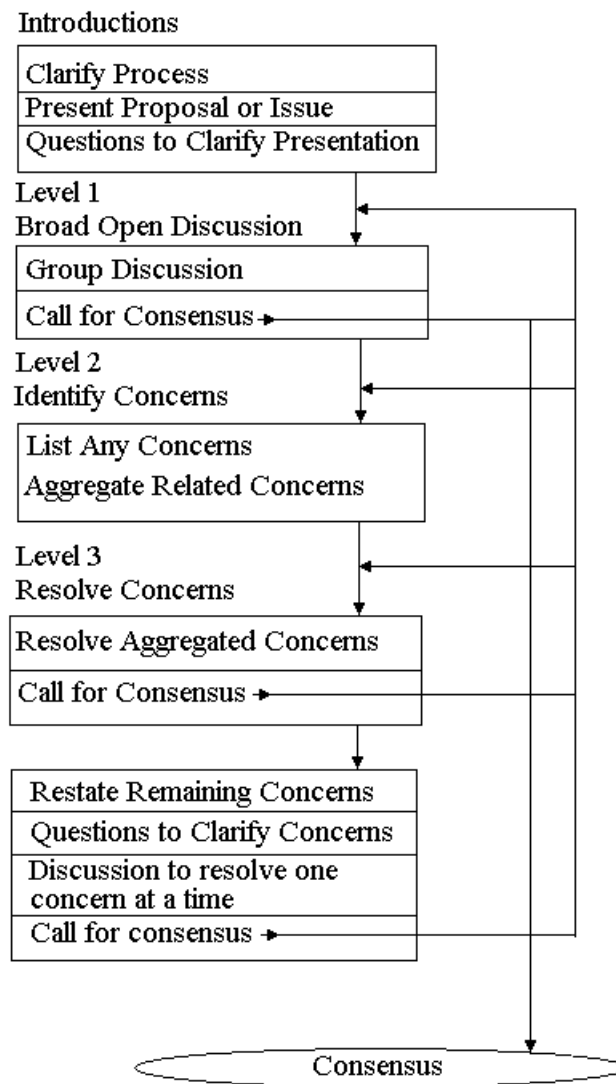 Introductions
Clarify Process
Present Proposal or Issue
Questions to Clarify Presentation
Level 1
Broad Open Discussion
Group Discussion
Call for Consensus
Level 2
Identify Concerns
List Any Concerns
Aggregate Related Concerns
Level 3
Resolve Concerns
Resolve Aggregated Concerns
Call for Consensus
Restate Remaining Concerns
Questions to Clarify Concerns
Discussion to resolve one
concern at a time
Call for consensus
Consensus